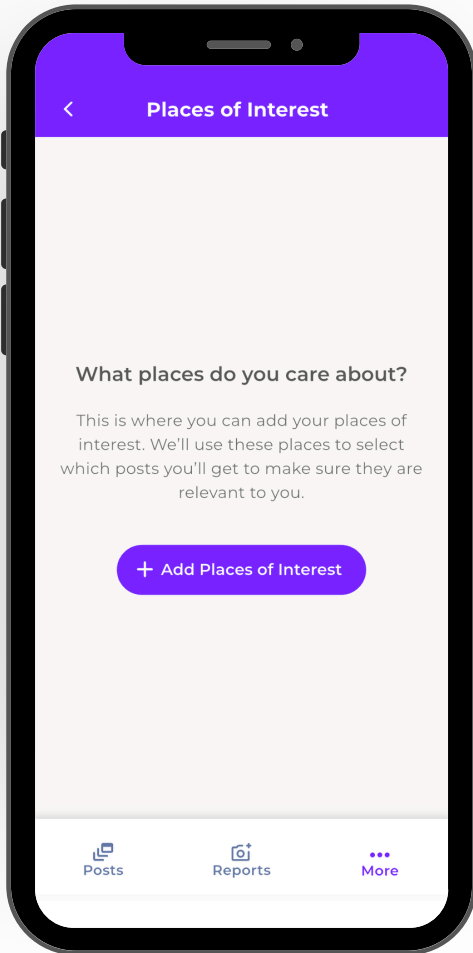 Places of Interest
What places do you care about?
This is where you can add your places of
interest. We’ll use these places to select
which posts you’ll get to make sure they are
relevant to you.
Add Places of Interest
Posts
Reports
More